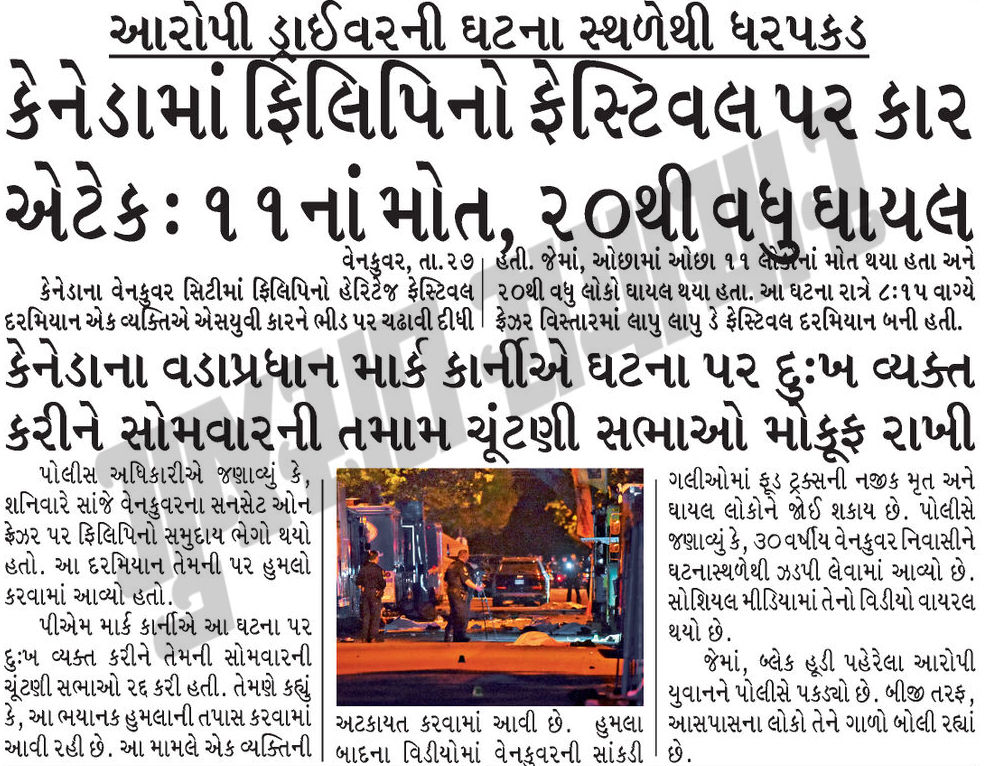 આરોપી ડ્રાઈવરની ઘટના સ્થળેથી ધરપકડ
કેનેડામાં ફિલિપિનો ફેસ્ટિવલ પર કાર
એટેક : ૧૧નાં મોત, ૨૦થી વધુ ઘાયલ
વેનકુવર, તા.૨૭
કેનેડાના વેનકુવર સિટીમાં ફિલિપિનો હેરિટેજ ફેસ્ટિવલ
દરમિયાન એક વ્યક્તિએ એસયુવી કારને ભીડ પર ચઢાવી દીધી
હતી. જેમાં, ઓછામાં ઓછા ૧૧ લોકોનાં મોત થયા હતા અને
૨૦થી વધુ લોકો ઘાયલ થયા હતા. આ ઘટના રાત્રે ૮:૧૫ વાગ્યે
ફ્રેઝર વિસ્તારમાં લાપુ લાપુ ડે ફેસ્ટિવલ દરમિયાન બની હતી.
કેનેડાના વડાપ્રધાન માર્ક કાર્નીએ ઘટના પર દુઃખ વ્યક્ત
કરીને સોમવારની તમામ ચૂંટણી સભાઓ મોકૂફ રાખી
પોલીસ અધિકારીએ જણાવ્યું કે,
શનિવારે સાંજે વેનકુવરના સનસેટ ઓન
ફ્રેઝર પર ફિલિપિનો સમુદાય ભેગો થયો
હતો. આ દરમિયાન તેમની પર હુમલો
કરવામાં આવ્યો હતો.
પીએમ માર્ક કાર્નીએ આ ઘટના પર
દુઃખ વ્યક્ત કરીને તેમની સોમવારની
ચૂંટણી સભાઓ રદ્દ કરી હતી. તેમણે કહ્યું
કે, આ ભયાનક હુમલાની તપાસ કરવામાં
આવી રહી છે. આ મામલે એક વ્યક્તિની
અટકાયત કરવામાં આવી છે. હુમલા
બાદના વિડીયોમાં વેનકુવરની સાંકડી
ગલીઓમાં ફૂડ ટ્રક્સની નજીક મૃત અને
ઘાયલ લોકોને જોઈ શકાય છે. પોલીસે
જણાવ્યું કે, ૩૦ વર્ષીય વેનકુવર નિવાસીને
ઘટનાસ્થળેથી ઝડપી લેવામાં આવ્યો છે.
સોશિયલ મીડિયામાં તેનો વિડીયો વાયરલ
થયો છે.
જેમાં, બ્લેક હૂડી પહેરેલા આરોપી
યુવાનને પોલીસે પકડ્યો છે. બીજી તરફ,
આસપાસના લોકો તેને ગાળો બોલી રહ્યાં
છે.